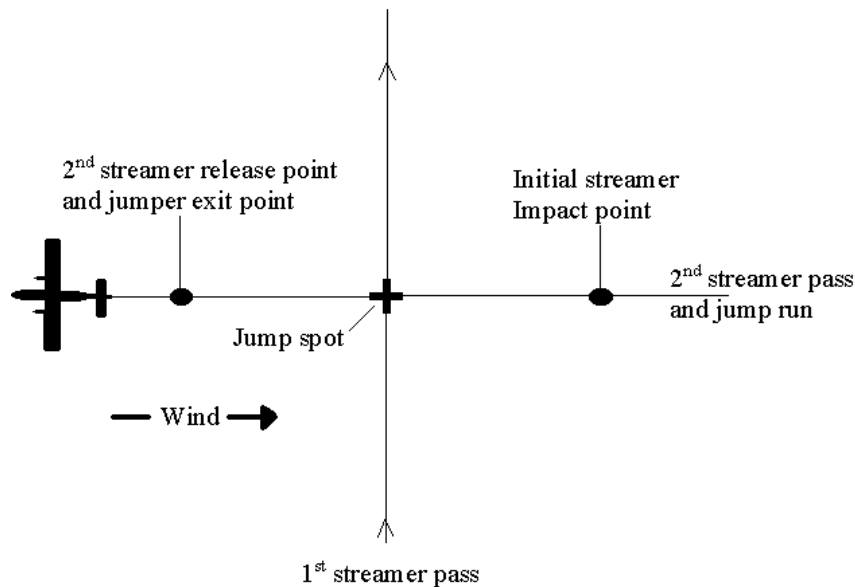 2nd streamer release point
and jumper exit point
Initial streamer
Impact point
2nd streamer pass
and jump run
Jump spot
Wind
1st streamer pass